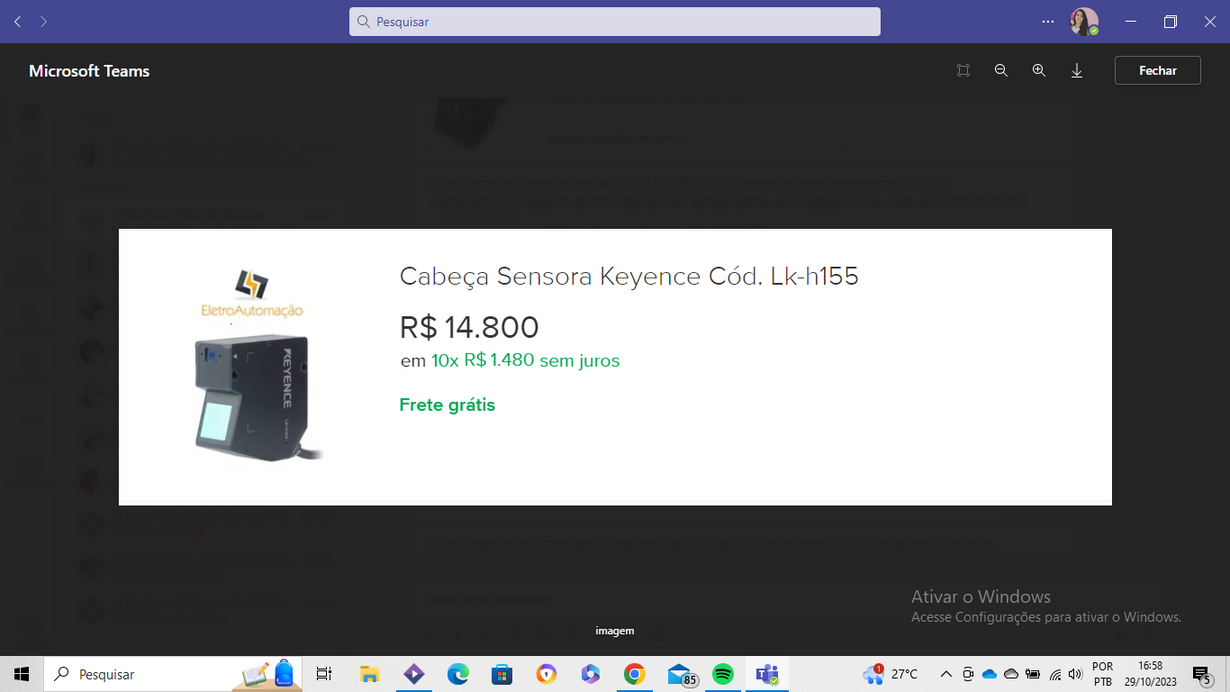 Pesquisar
Microsoft Teams
Fechar
EletroAutomação
KEYENCE
Cabeça Sensora Keyence Cód. Lk-h155
R$ 14.800
em 10x R$ 1.480 sem juros
Frete grátis
Ativar o Windows
Acesse Configurações para ativar o Windows.
imagem
Pesquisar
85
1
27°C
POR
PTB
16:58
29/10/2023
5